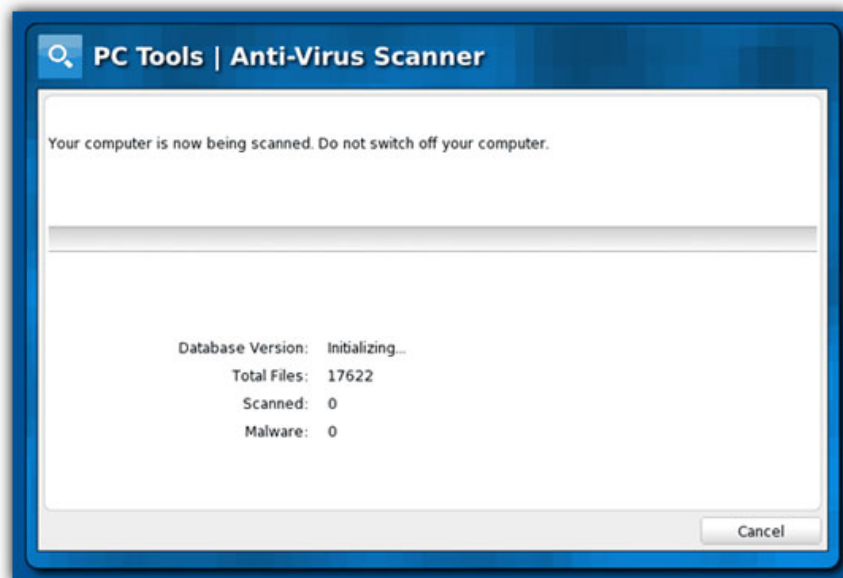 PC Tools | Anti-Virus Scanner
Your computer is now being scanned. Do not switch off your computer.
Database Version: Initializing...
Total Files: 17622
Scanned: 0
Malware: 0
Cancel